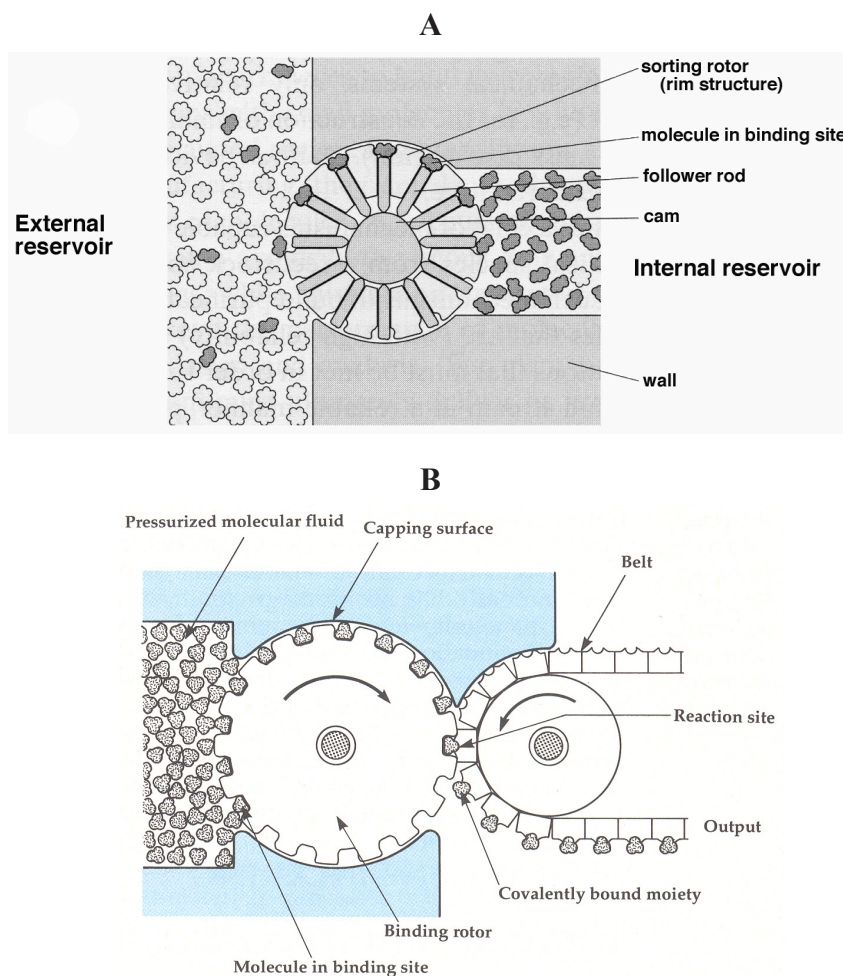 A
sorting rotor
(rim structure)
molecule in binding site
follower rod
cam
External
reservoir
Internal reservoir
wall
B
Pressurized molecular fluid
Capping surface
Belt
Reaction site
Output
Covalently bound moiety
Binding rotor
Molecule in binding site